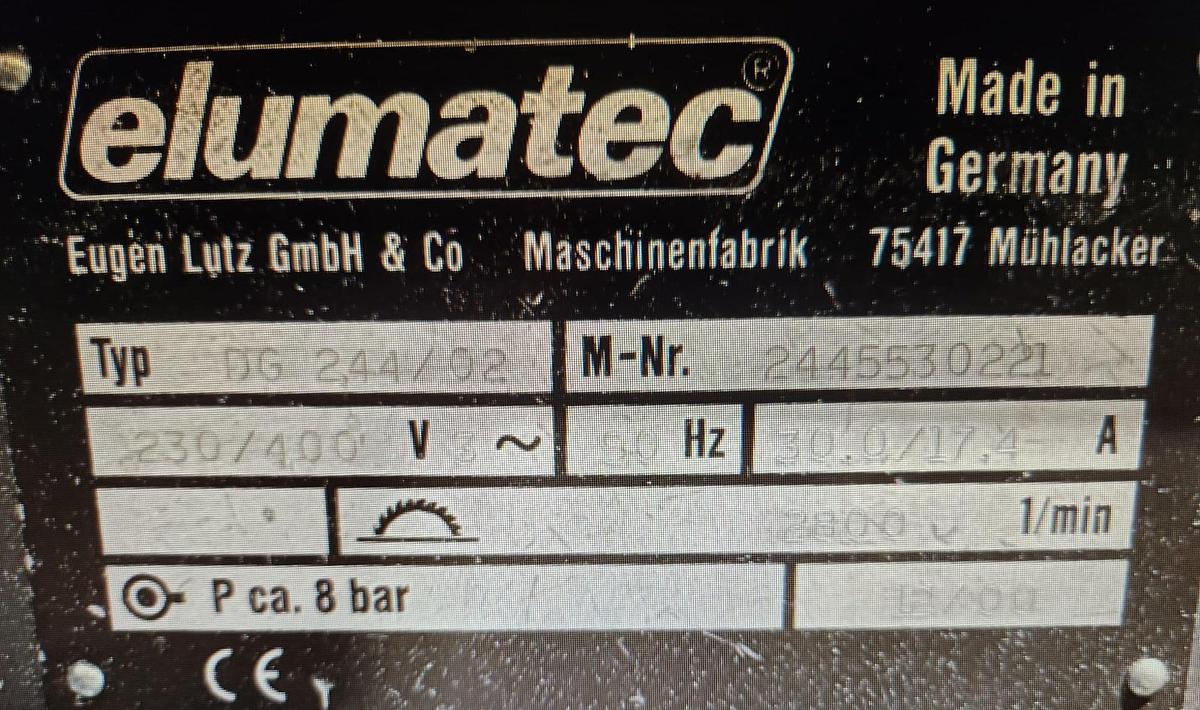 elumatec®
Made in
Germany
Eugen Lutz GmbH & Co Maschinenfabrik 75417 Mühlacker
Typ DG 244/02 M-Nr. 2445530221
230/400 V 3 ~ 50 Hz 30.0/17.4 A
2800 1/min
P ca. 8 bar
CE